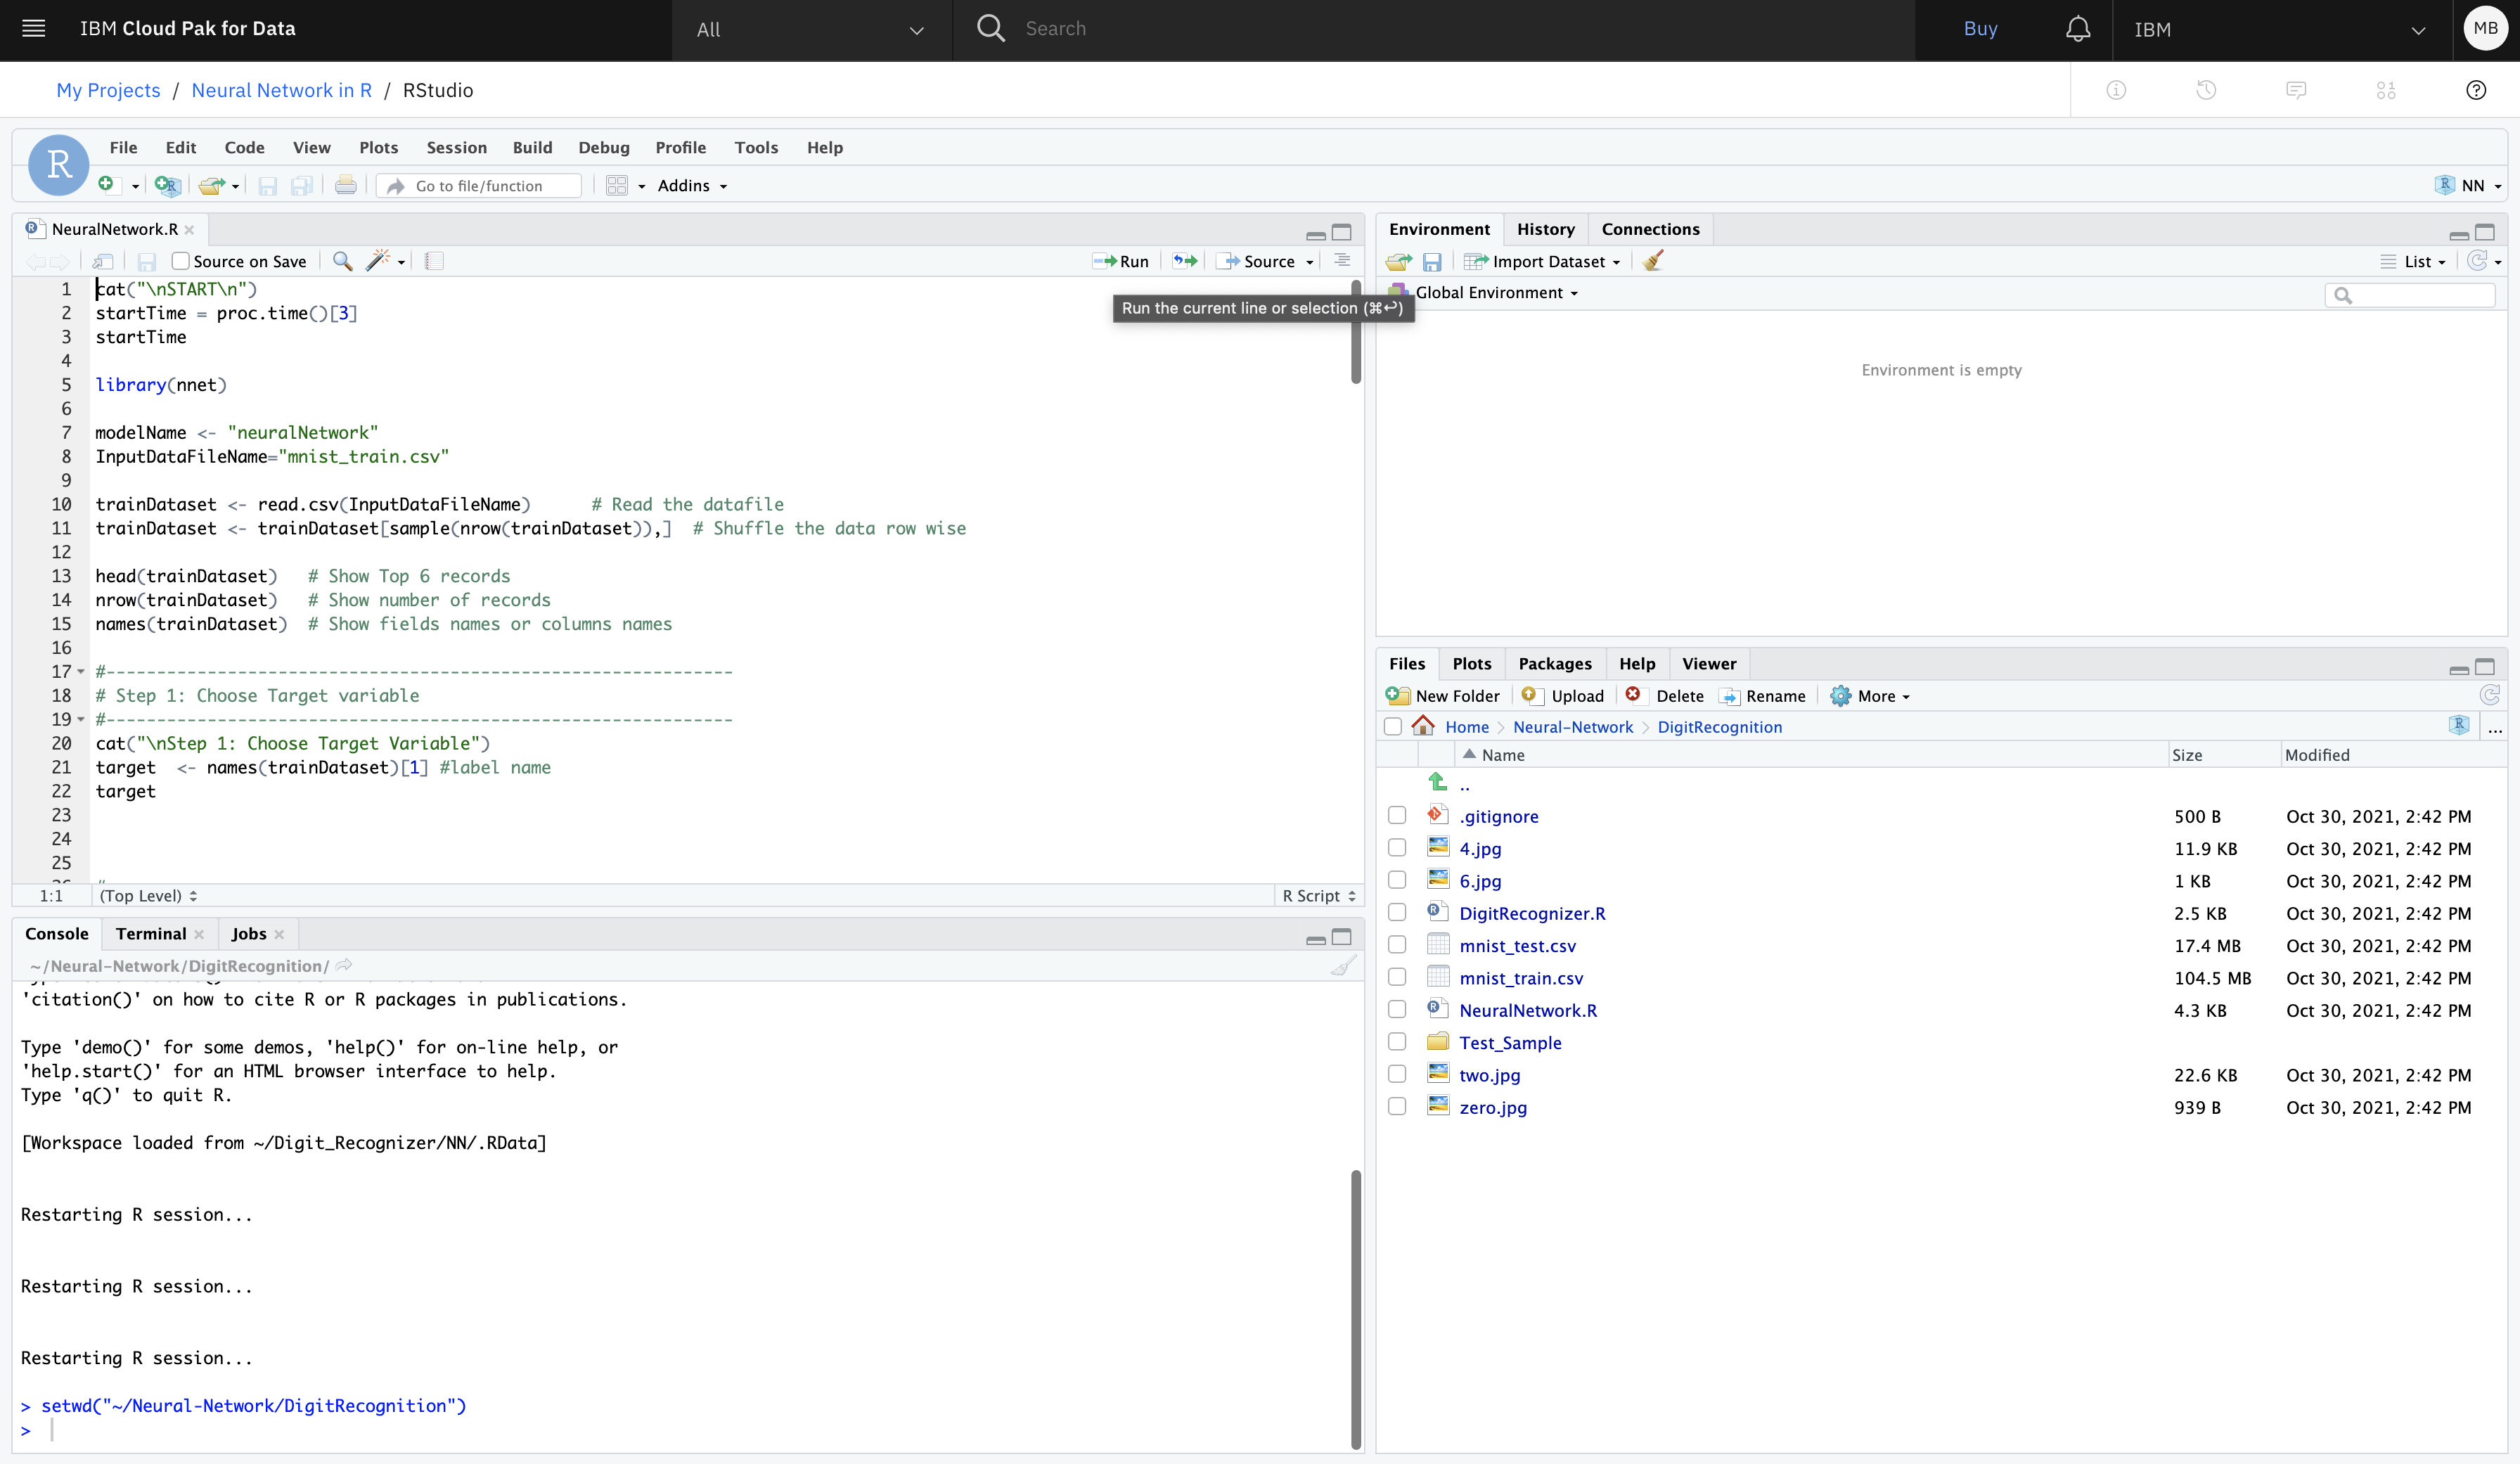 IBM Cloud Pak for Data
All
Search
Buy
IBM
MB
My Projects / Neural Network in R / RStudio
R
File Edit Code View Plots Session Build Debug Profile Tools Help
Go to file/function
Addins
NN
NeuralNetwork.R
Source on Save
Run
Source
1 cat("\nSTART\n")
2 startTime = proc.time()[3]
3 startTime
4
5 library(nnet)
6
7 modelName <- "neuralNetwork"
8 InputDataFileName="mnist_train.csv"
9
10 trainDataset <- read.csv(InputDataFileName)      # Read the datafile
11 trainDataset <- trainDataset[sample(nrow(trainDataset)),]  # Shuffle the data row wise
12
13 head(trainDataset)   # Show Top 6 records
14 nrow(trainDataset)   # Show number of records
15 names(trainDataset)  # Show fields names or columns names
16
17 #--------------------------------------------------------------
18 # Step 1: Choose Target variable
19 #--------------------------------------------------------------
20 cat("\nStep 1: Choose Target Variable")
21 target  <- names(trainDataset)[1] #label name
22 target
23
24
25
1:1 (Top Level)
R Script
Run the current line or selection (⌘↩)
Console Terminal Jobs
~/Neural-Network/DigitRecognition/
'citation()' on how to cite R or R packages in publications.
Type 'demo()' for some demos, 'help()' for on-line help, or
'help.start()' for an HTML browser interface to help.
Type 'q()' to quit R.
[Workspace loaded from ~/Digit_Recognizer/NN/.RData]
Restarting R session...
Restarting R session...
Restarting R session...
> setwd("~/Neural-Network/DigitRecognition")
>
Environment History Connections
Import Dataset
List
Global Environment
Environment is empty
Files Plots Packages Help Viewer
New Folder Upload Delete Rename More
Home Neural-Network DigitRecognition
...
Name Size Modified
..
.gitignore 500 B Oct 30, 2021, 2:42 PM
4.jpg 11.9 KB Oct 30, 2021, 2:42 PM
6.jpg 1 KB Oct 30, 2021, 2:42 PM
DigitRecognizer.R 2.5 KB Oct 30, 2021, 2:42 PM
mnist_test.csv 17.4 MB Oct 30, 2021, 2:42 PM
mnist_train.csv 104.5 MB Oct 30, 2021, 2:42 PM
NeuralNetwork.R 4.3 KB Oct 30, 2021, 2:42 PM
Test_Sample
two.jpg 22.6 KB Oct 30, 2021, 2:42 PM
zero.jpg 939 B Oct 30, 2021, 2:42 PM